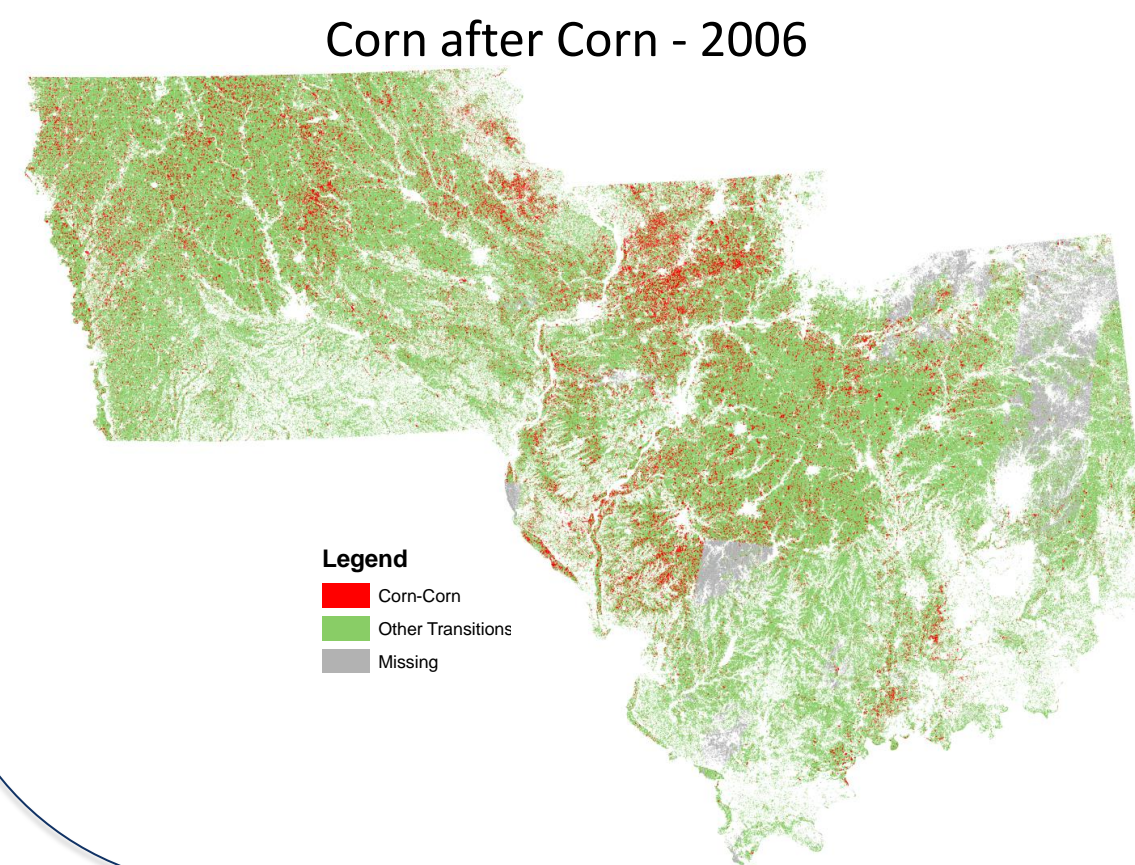 Corn after Corn - 2006
Legend
Corn-Corn
Other Transitions
Missing